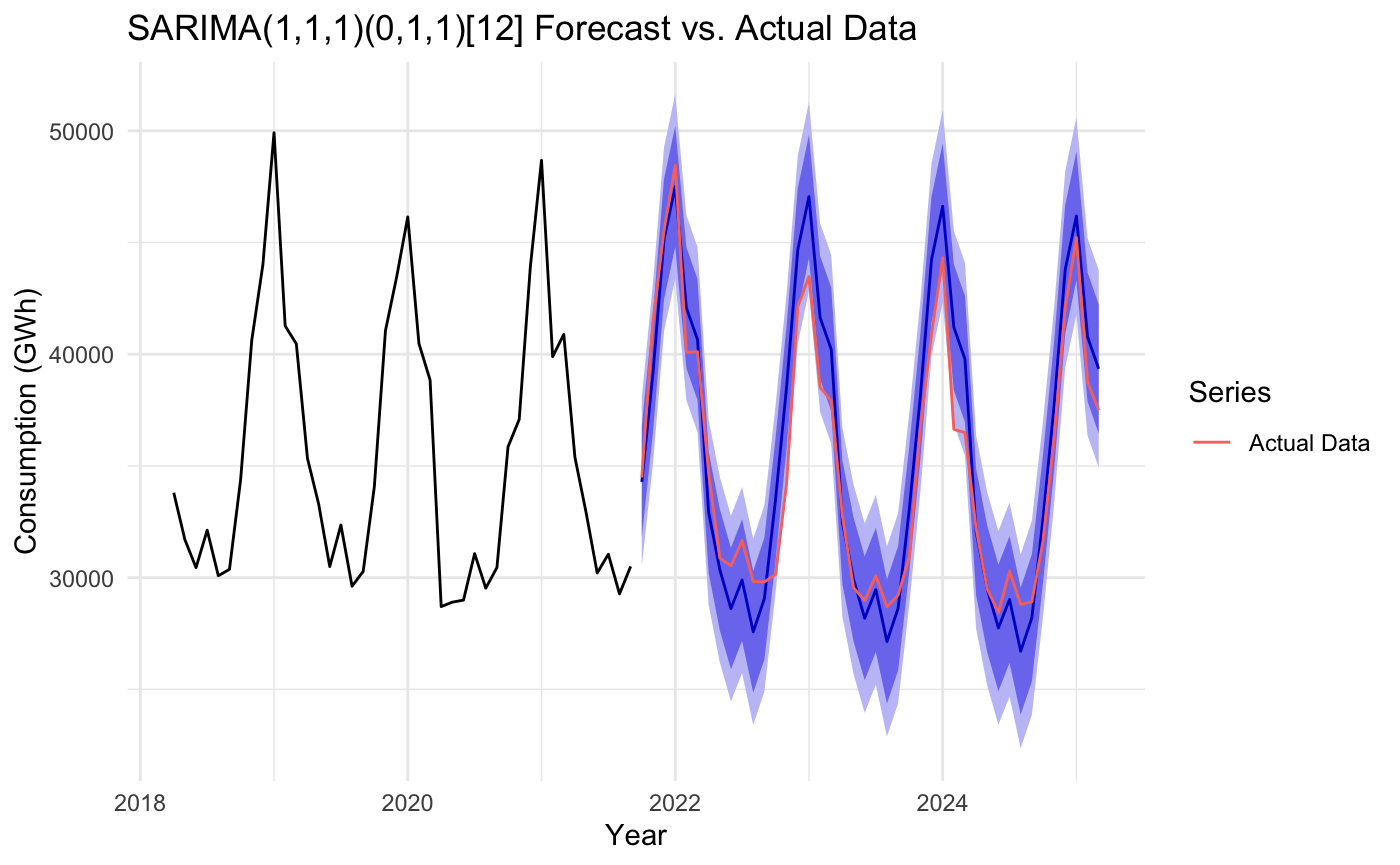 SARIMA(1,1,1)(0,1,1)[12] Forecast vs. Actual Data
Consumption (GWh)
50000
40000
30000
2018
2020
2022
2024
Year
Series
Actual Data